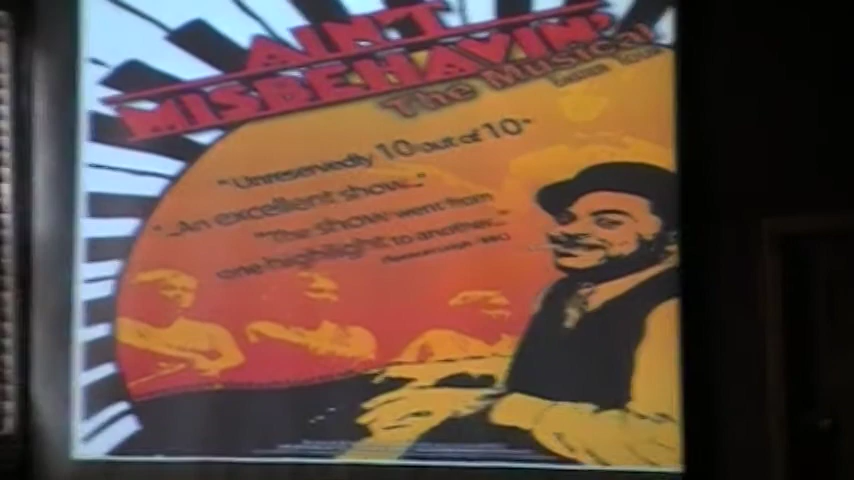 AIN'T
MISBEHAVIN'
The Musical
"Unreservedly 10 out of 10"
"...An excellent show..."
"The show went from
one highlight to another..."